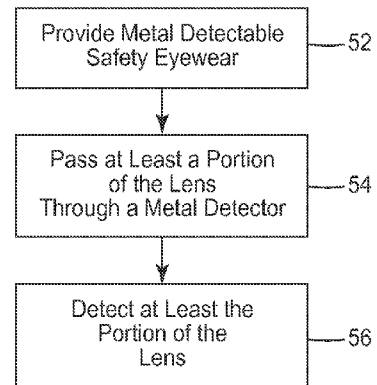 Provide Metal Detectable
Safety Eyewear
52
Pass at Least a Portion
of the Lens
Through a Metal Detector
54
Detect at Least the
Portion of the
Lens
56